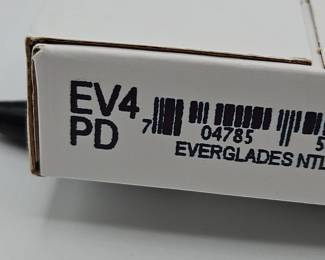 EV4
PD
7 04785 5
EVERGLADES NTL